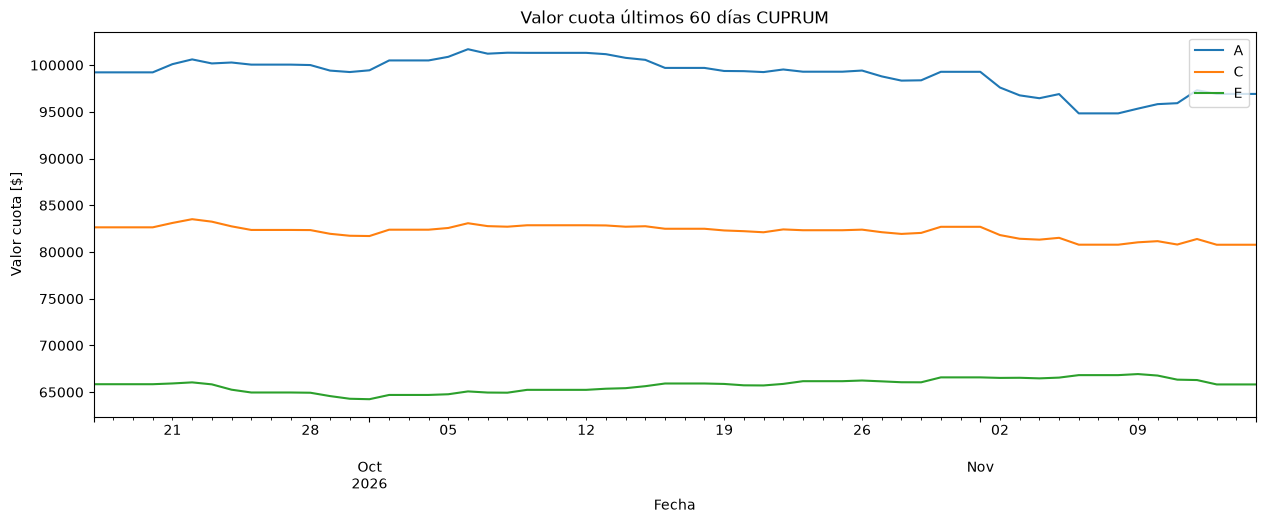 Valor cuota últimos 60 días CUPRUM
Valor cuota [$]
100000
95000
90000
85000
80000
75000
70000
65000
A
C
E
21 28 05 12 19 26 02 09
Oct Nov
2026
Fecha